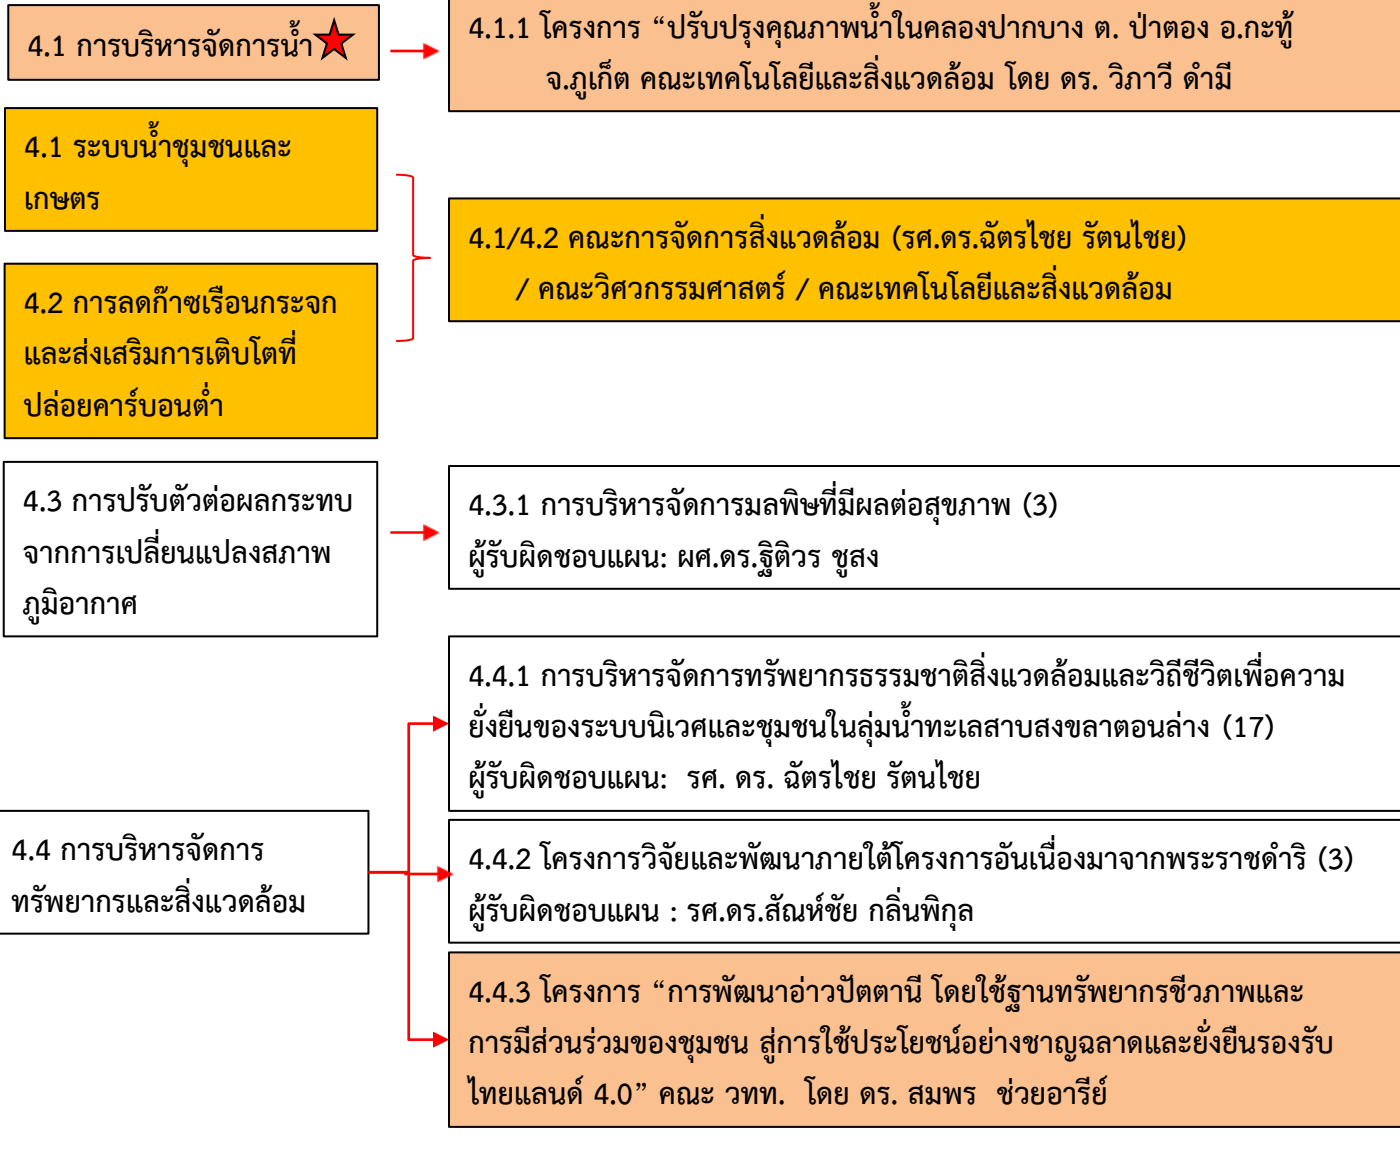 4.1 การบริหารจัดการน้ำ
4.1.1 โครงการ “ปรับปรุงคุณภาพน้ำในคลองปากบาง ต. ป่าตอง อ.กะทู้
จ.ภูเก็ต คณะเทคโนโลยีและสิ่งแวดล้อม โดย ดร. วิภาวี ดำมี
4.1 ระบบน้ำชุมชนและ
เกษตร
4.2 การลดก๊าซเรือนกระจก
และส่งเสริมการเติบโตที่
ปล่อยคาร์บอนต่ำ
4.1/4.2 คณะการจัดการสิ่งแวดล้อม (รศ.ดร.ฉัตรไชย รัตนไชย)
/ คณะวิศวกรรมศาสตร์ / คณะเทคโนโลยีและสิ่งแวดล้อม
4.3 การปรับตัวต่อผลกระทบ
จากการเปลี่ยนแปลงสภาพ
ภูมิอากาศ
4.3.1 การบริหารจัดการมลพิษที่มีผลต่อสุขภาพ (3)
ผู้รับผิดชอบแผน: ผศ.ดร.ฐิติวร ชูสง
4.4 การบริหารจัดการ
ทรัพยากรและสิ่งแวดล้อม
4.4.1 การบริหารจัดการทรัพยากรธรรมชาติสิ่งแวดล้อมและวิถีชีวิตเพื่อความ
ยั่งยืนของระบบนิเวศและชุมชนในลุ่มน้ำทะเลสาบสงขลาตอนล่าง (17)
ผู้รับผิดชอบแผน: รศ. ดร. ฉัตรไชย รัตนไชย
4.4.2 โครงการวิจัยและพัฒนาภายใต้โครงการอันเนื่องมาจากพระราชดำริ (3)
ผู้รับผิดชอบแผน : รศ.ดร.สัณห์ชัย กลิ่นพิกุล
4.4.3 โครงการ “การพัฒนาอ่าวปัตตานี โดยใช้ฐานทรัพยากรชีวภาพและ
การมีส่วนร่วมของชุมชน สู่การใช้ประโยชน์อย่างชาญฉลาดและยั่งยืนรองรับ
ไทยแลนด์ 4.0” คณะ วทท. โดย ดร. สมพร ช่วยอารีย์